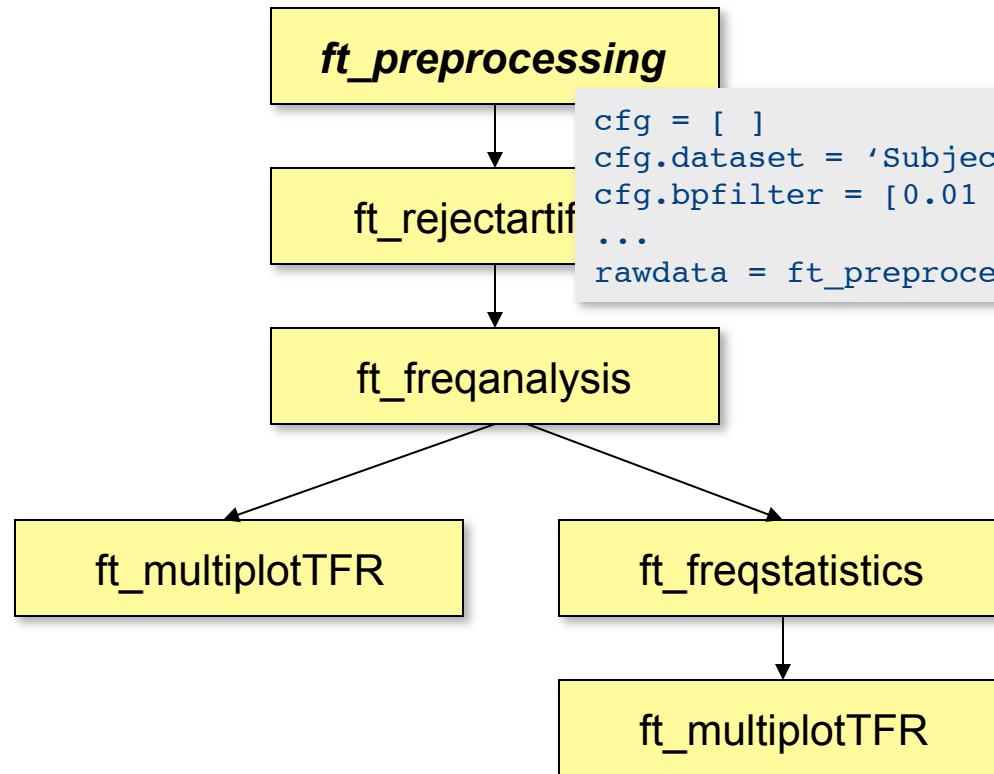 ft_preprocessing
cfg = [ ]
cfg.dataset = ‘Subjec
cfg.bpfilter = [0.01
...
rawdata = ft_preproce
ft_rejectartif
ft_freqanalysis
ft_multiplotTFR
ft_freqstatistics
ft_multiplotTFR